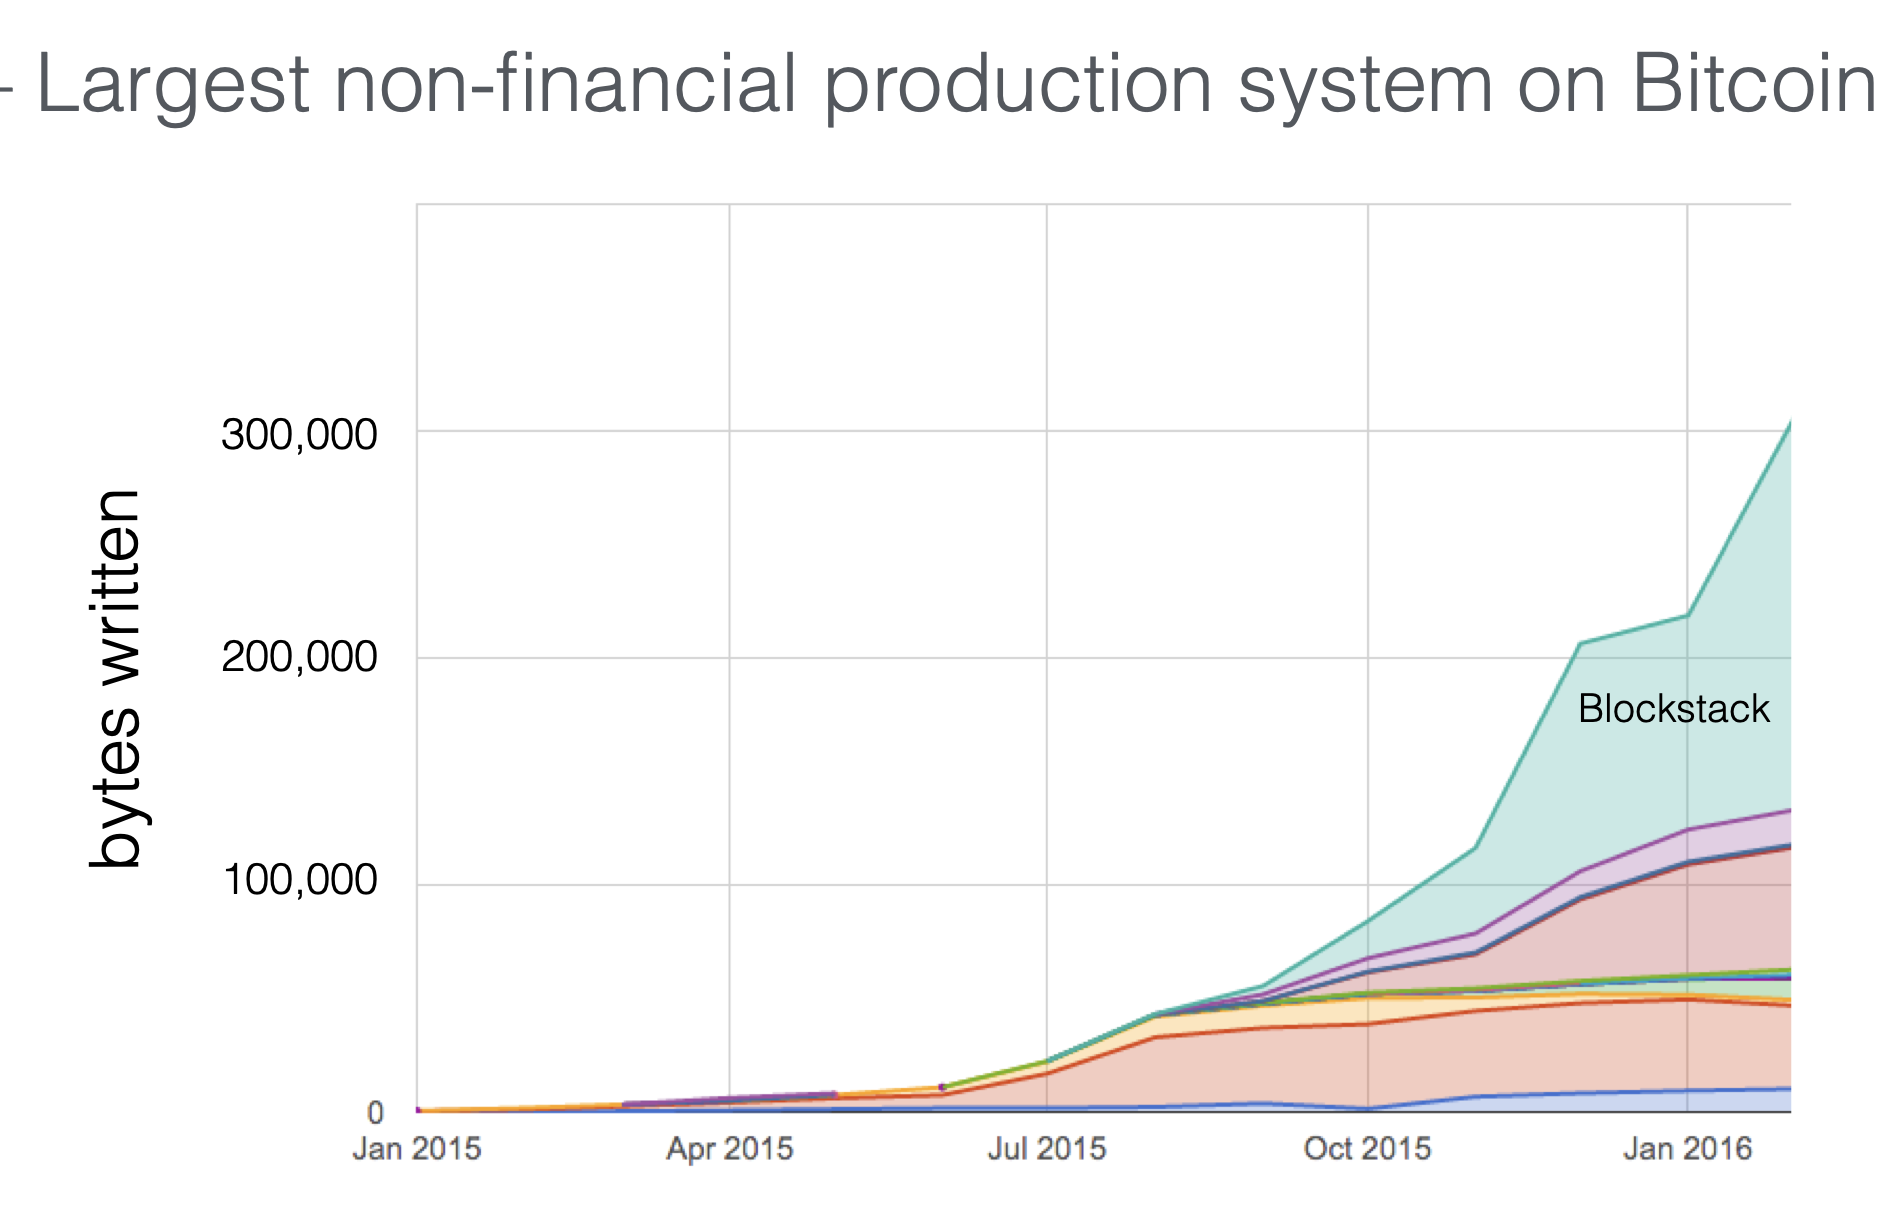 - Largest non-financial production system on Bitcoin
300,000
200,000
100,000
0
bytes written
Blockstack
Jan 2015
Apr 2015
Jul 2015
Oct 2015
Jan 2016